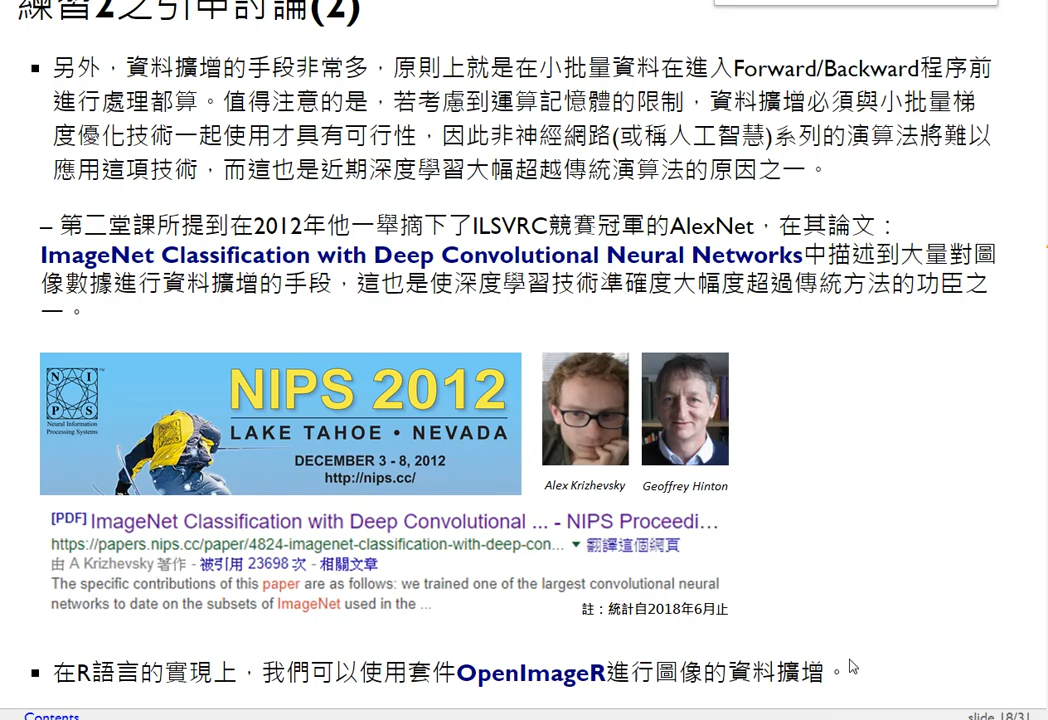 練習2之引申討論(2)
▪ 另外，資料擴增的手段非常多，原則上就是在小批量資料在進入Forward/Backward程序前
進行處理都算。值得注意的是，若考慮到運算記憶體的限制，資料擴增必須與小批量梯
度優化技術一起使用才具有可行性，因此非神經網路(或稱人工智慧)系列的演算法將難以
應用這項技術，而這也是近期深度學習大幅超越傳統演算法的原因之一。
– 第二堂課所提到在2012年他一舉摘下了ILSVRC競賽冠軍的AlexNet，在其論文：
ImageNet Classification with Deep Convolutional Neural Networks中描述到大量對圖
像數據進行資料擴增的手段，這也是使深度學習技術準確度大幅度超過傳統方法的功臣之
一。
N I
P S
Neural Information
Processing Systems
NIPS 2012
LAKE TAHOE • NEVADA
DECEMBER 3 - 8, 2012
http://nips.cc/
Alex Krizhevsky
Geoffrey Hinton
[PDF] ImageNet Classification with Deep Convolutional ... - NIPS Proceedi...
https://papers.nips.cc/paper/4824-imagenet-classification-with-deep-con... ▼ 翻譯這個網頁
由 A Krizhevsky 著作 - 被引用 23698 次 - 相關文章
The specific contributions of this paper are as follows: we trained one of the largest convolutional neural
networks to date on the subsets of ImageNet used in the ...
註：統計自2018年6月止
▪ 在R語言的實現上，我們可以使用套件OpenImageR進行圖像的資料擴增。
Contents
slide 18/31